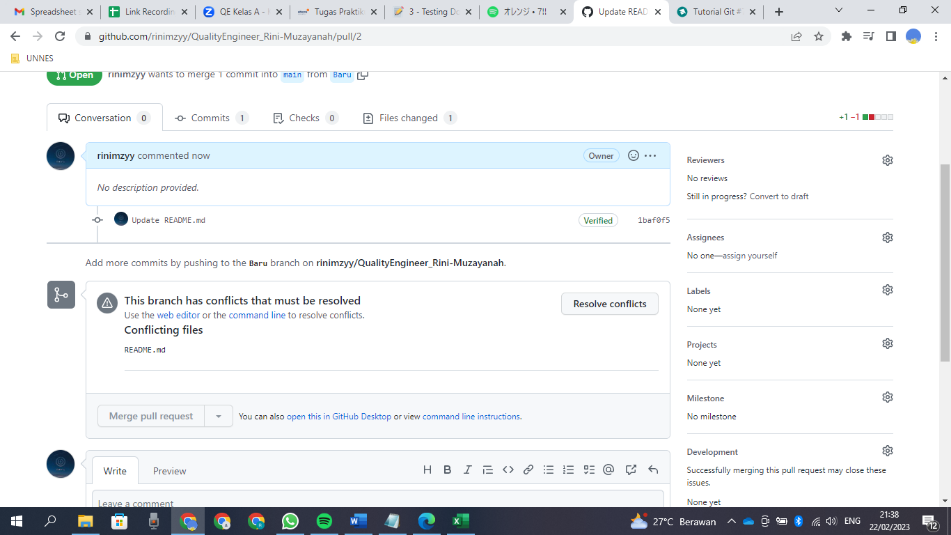 Spreadsheet s
Link Recordin
QE Kelas A -
Tugas Praktik
3 - Testing Do
オレンジ・7!!
Update READ
Tutorial Git #
github.com/rinimzyy/QualityEngineer_Rini-Muzayanah/pull/2
UNNES
Open
rinimzyy wants to merge 1 commit into main from Baru
Conversation 0
Commits 1
Checks 0
Files changed 1
+1 −1
rinimzyy commented now
Owner
No description provided.
Update README.md
Verified
1baf0f5
Add more commits by pushing to the Baru branch on rinimzyy/QualityEngineer_Rini-Muzayanah.
This branch has conflicts that must be resolved
Use the web editor or the command line to resolve conflicts.
Resolve conflicts
Conflicting files
README.md
Merge pull request
You can also open this in GitHub Desktop or view command line instructions.
Write
Preview
Leave a comment
Reviewers
No reviews
Still in progress? Convert to draft
Assignees
No one—assign yourself
Labels
None yet
Projects
None yet
Milestone
No milestone
Development
Successfully merging this pull request may close these
issues.
None yet
27°C Berawan
ENG
21:38
22/02/2023
12